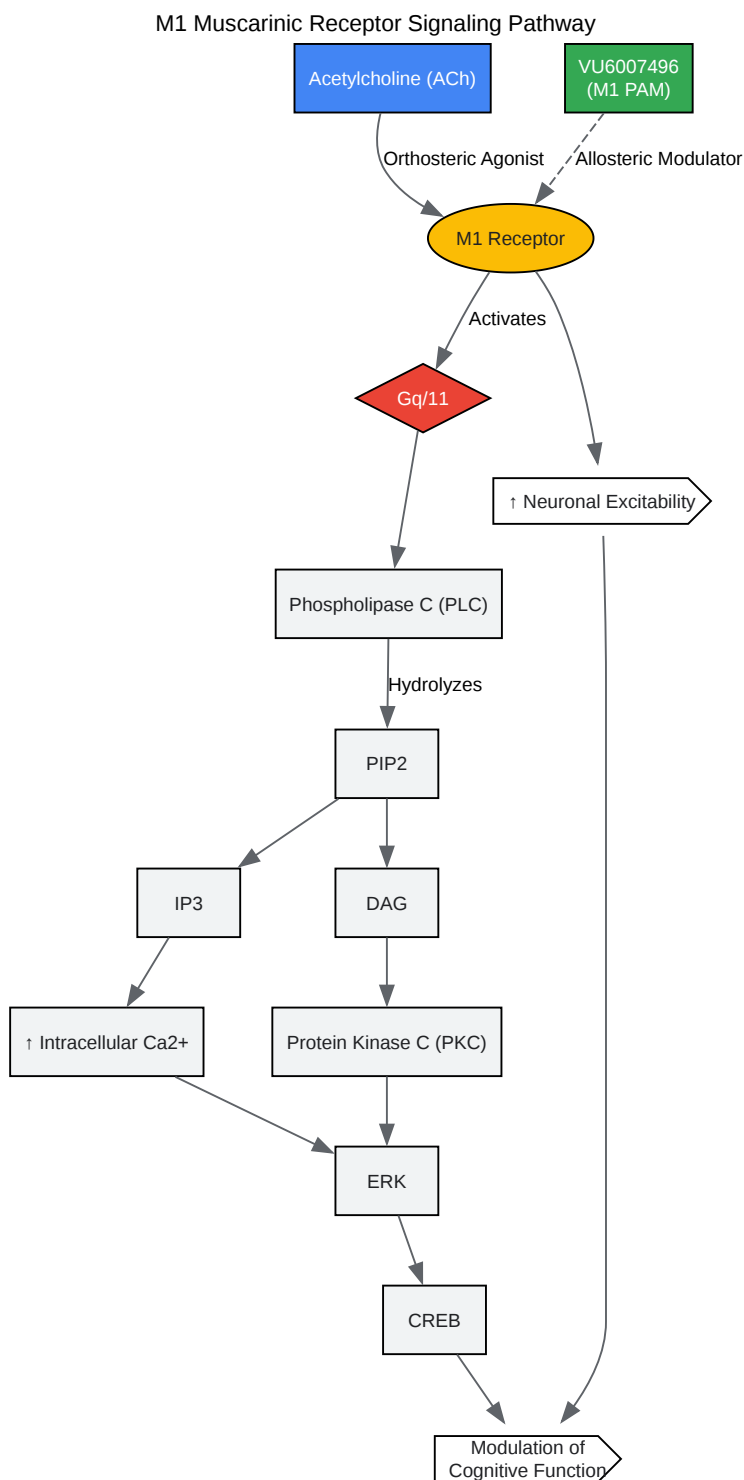 M1 Muscarinic Receptor Signaling Pathway
Acetylcholine (ACh)
VU6007496
(M1 PAM)
Orthosteric Agonist
Allosteric Modulator
M1 Receptor
Activates
Gq/11
↑ Neuronal Excitability
Phospholipase C (PLC)
Hydrolyzes
PIP2
IP3
DAG
↑ Intracellular Ca2+
Protein Kinase C (PKC)
ERK
CREB
Modulation of
Cognitive Function